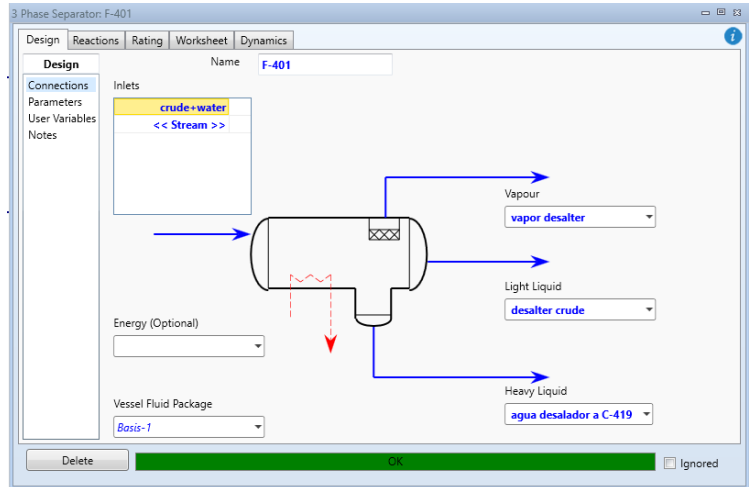 3 Phase Separator: F-401
Design Reactions Rating Worksheet Dynamics
Design
Connections
Parameters
User Variables
Notes
Name F-401
Inlets
crude+water
<< Stream >>
Vapour
vapor desalter
Light Liquid
desalter crude
Energy (Optional)
Heavy Liquid
agua desalador a C-419
Vessel Fluid Package
Basis-1
Delete OK Ignored